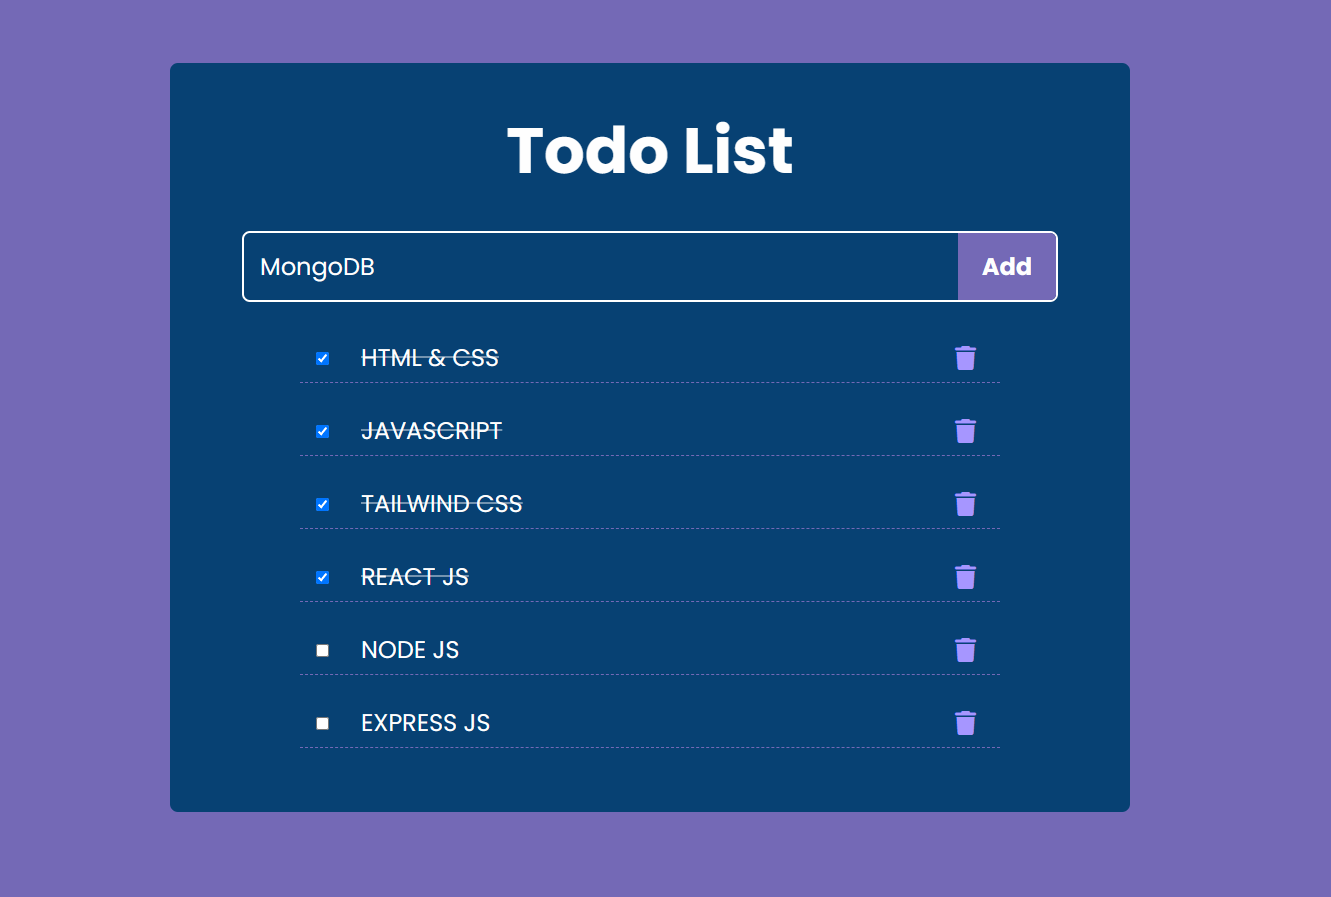 Todo List
MongoDB
Add
HTML & CSS
JAVASCRIPT
TAILWIND CSS
REACT JS
NODE JS
EXPRESS JS